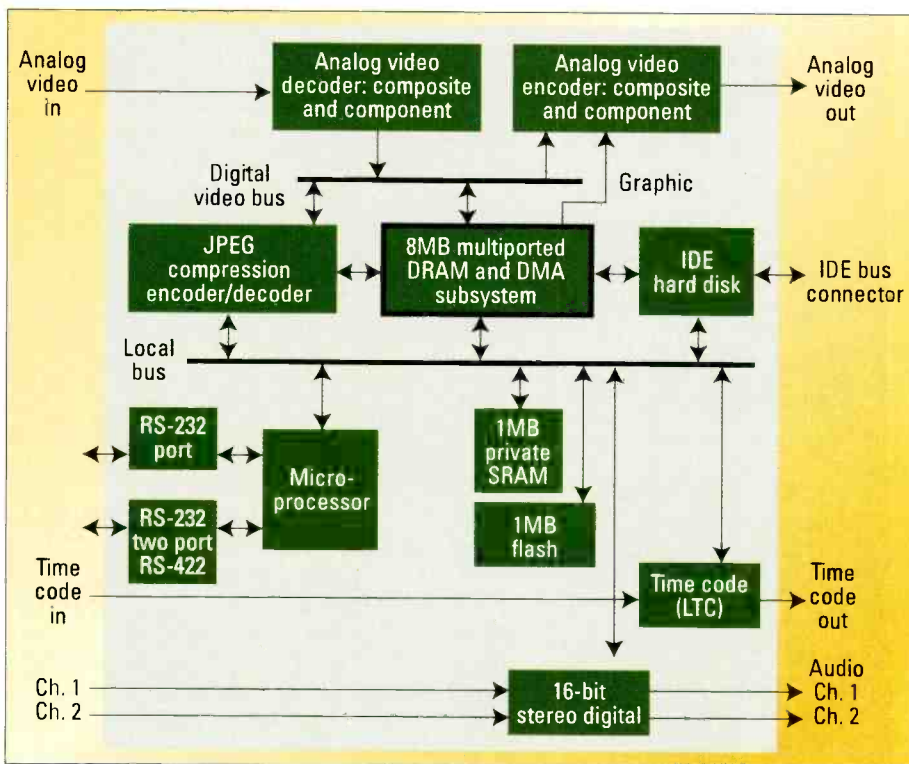 Analog
video
in
Analog video
decoder: composite
and component
Analog video
encoder: composite
and component
Analog
video
out
Digital
video bus
Graphic
JPEG
compression
encoder/decoder
8MB multiported
DRAM and DMA
subsystem
IDE
hard disk
IDE bus
connector
Local
bus
RS-232
port
Micro-
processor
1MB
private
SRAM
RS-232
two port
RS-422
1MB
flash
Time
code
in
Time code
(LTC)
Time
code
out
Ch. 1
Ch. 2
16-bit
stereo digital
Audio
Ch. 1
Ch. 2